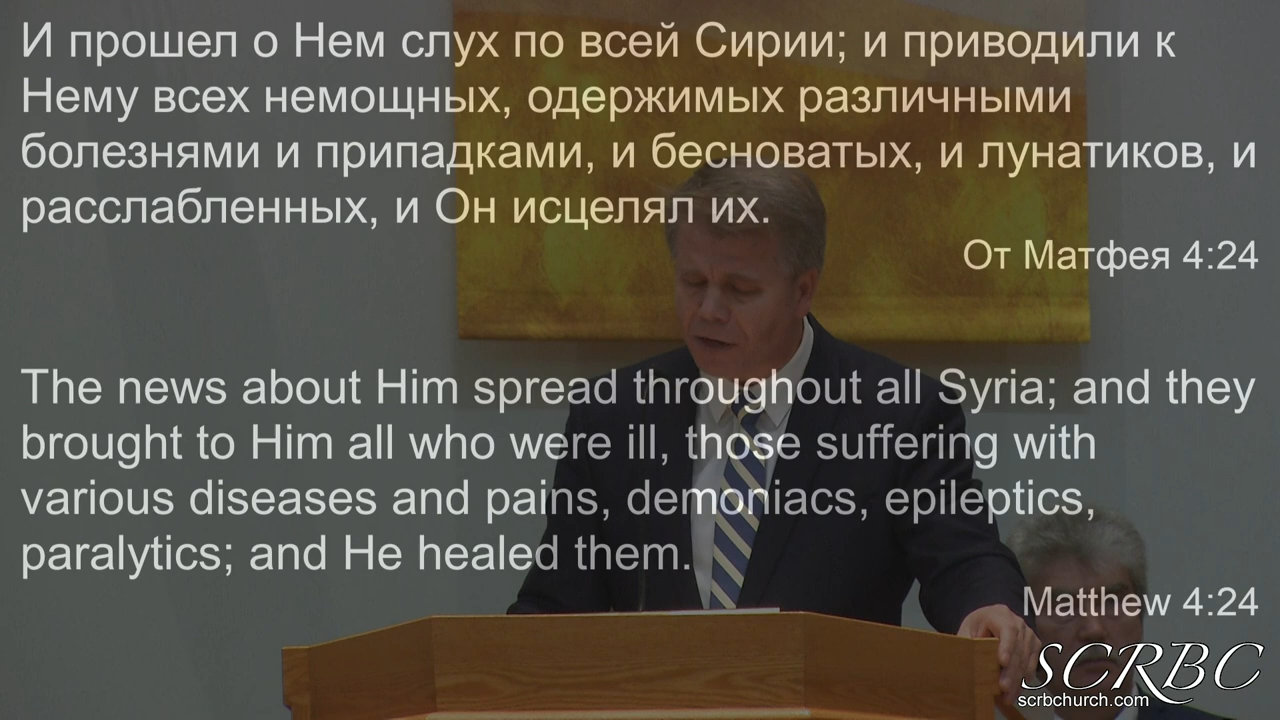 И прошел о Нем слух по всей Сирии; и приводили к
Нему всех немощных, одержимых различными
болезнями и припадками, и бесноватых, и лунатиков, и
расслабленных, и Он исцелял их.
От Матфея 4:24
The news about Him spread throughout all Syria; and they
brought to Him all who were ill, those suffering with
various diseases and pains, demoniacs, epileptics,
paralytics; and He healed them.
Matthew 4:24
SCRBC
scrbchurch.com